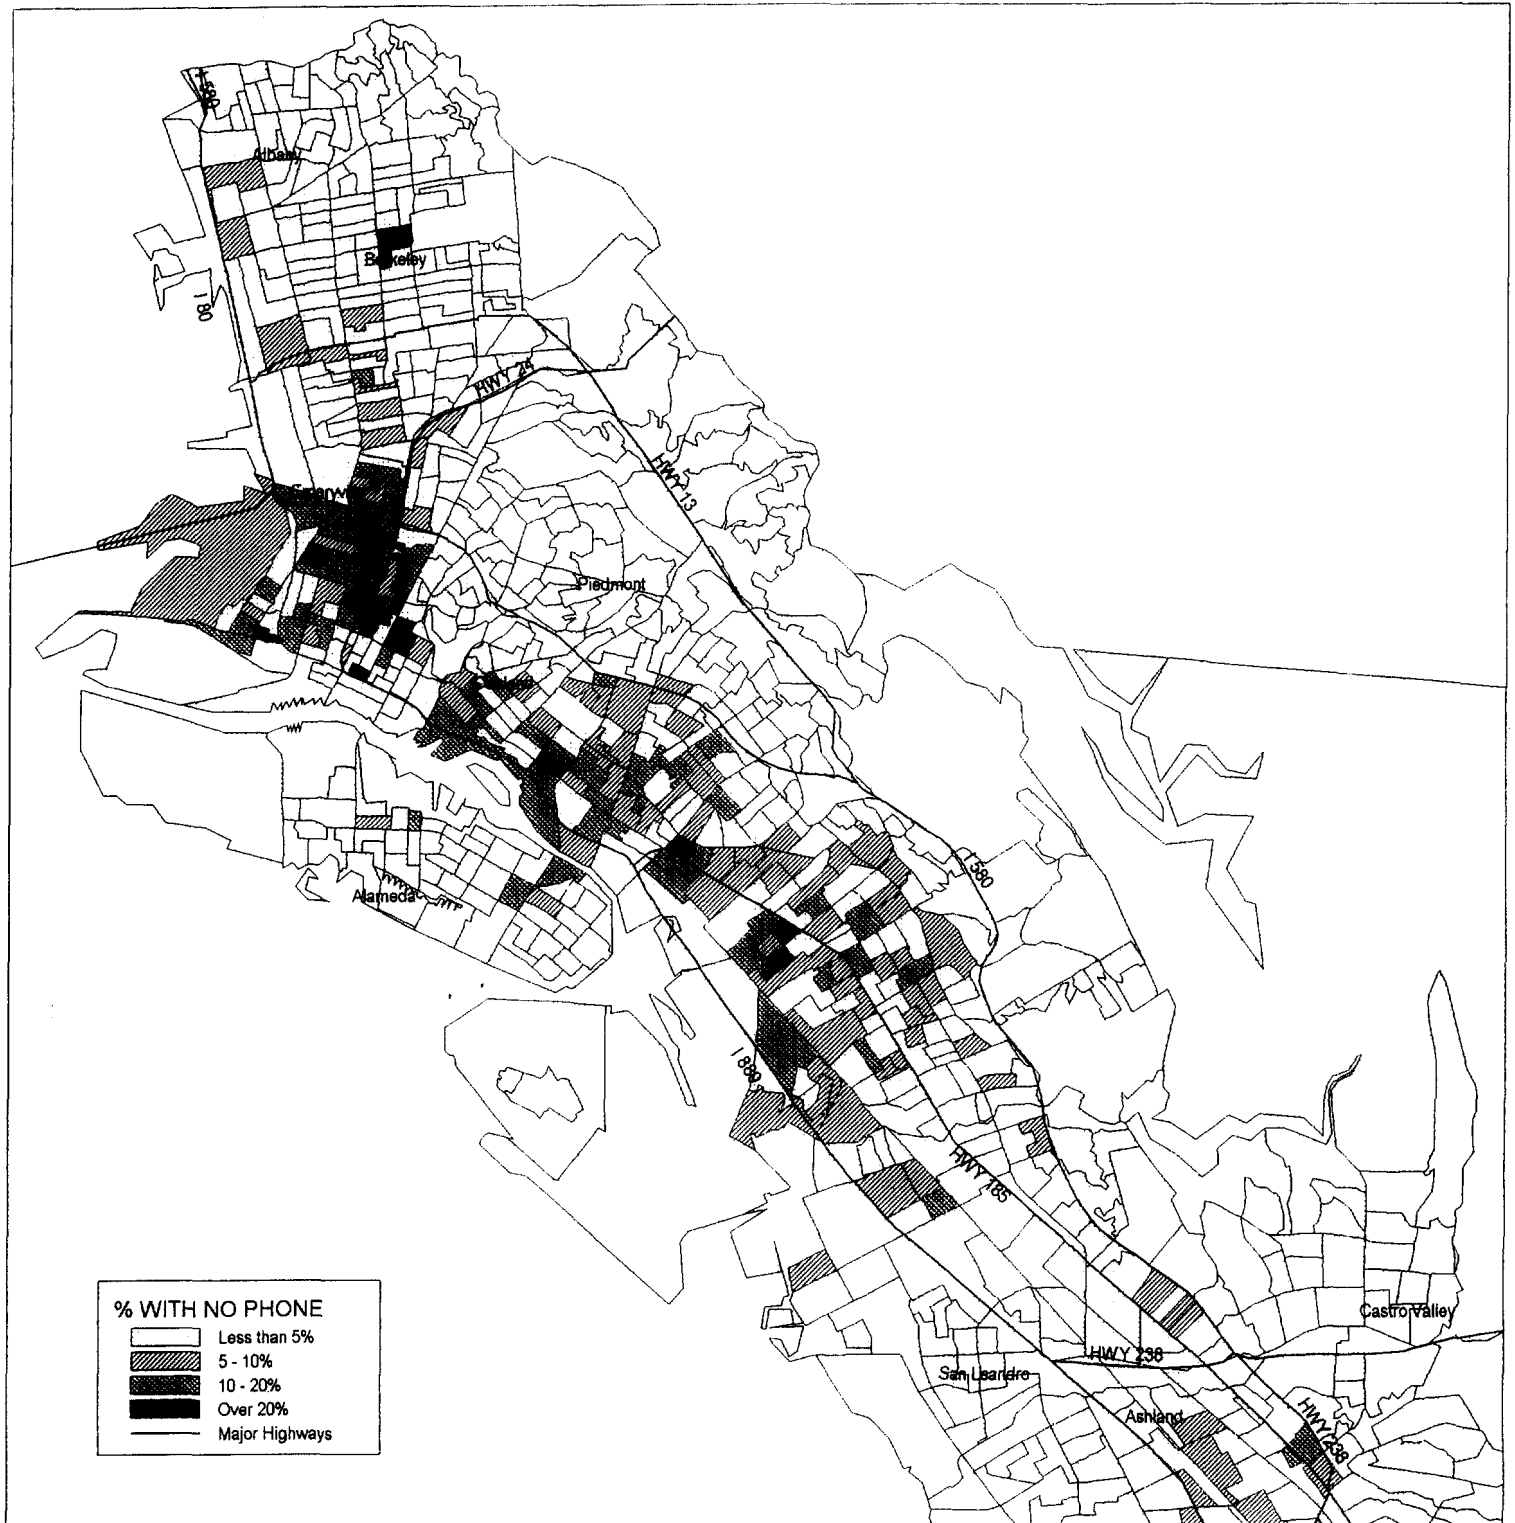 I 580
Albany
Berkeley
I 80
HWY 24
HWY 13
Piedmont
Alameda
I 580
I 880
HWY 185
% WITH NO PHONE
Less than 5%
5 - 10%
10 - 20%
Over 20%
Major Highways
Castro Valley
HWY 238
San Leandro
Ashland
HWY 238